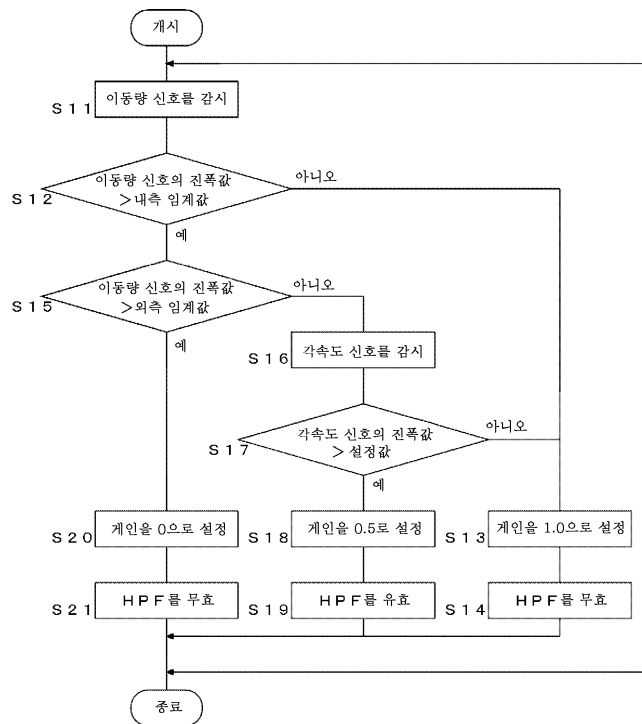 개시
S11
이동량 신호를 감시
S12
이동량 신호의 진폭값
>내측 임계값
아니오
예
S15
이동량 신호의 진폭값
>외측 임계값
아니오
예
S16
각속도 신호를 감시
S17
각속도 신호의 진폭값
> 설정값
아니오
예
S20
게인을 0으로 설정
S18
게인을 0.5로 설정
S13
게인을 1.0으로 설정
S21
HPF를 무효
S19
HPF를 유효
S14
HPF를 무효
종료